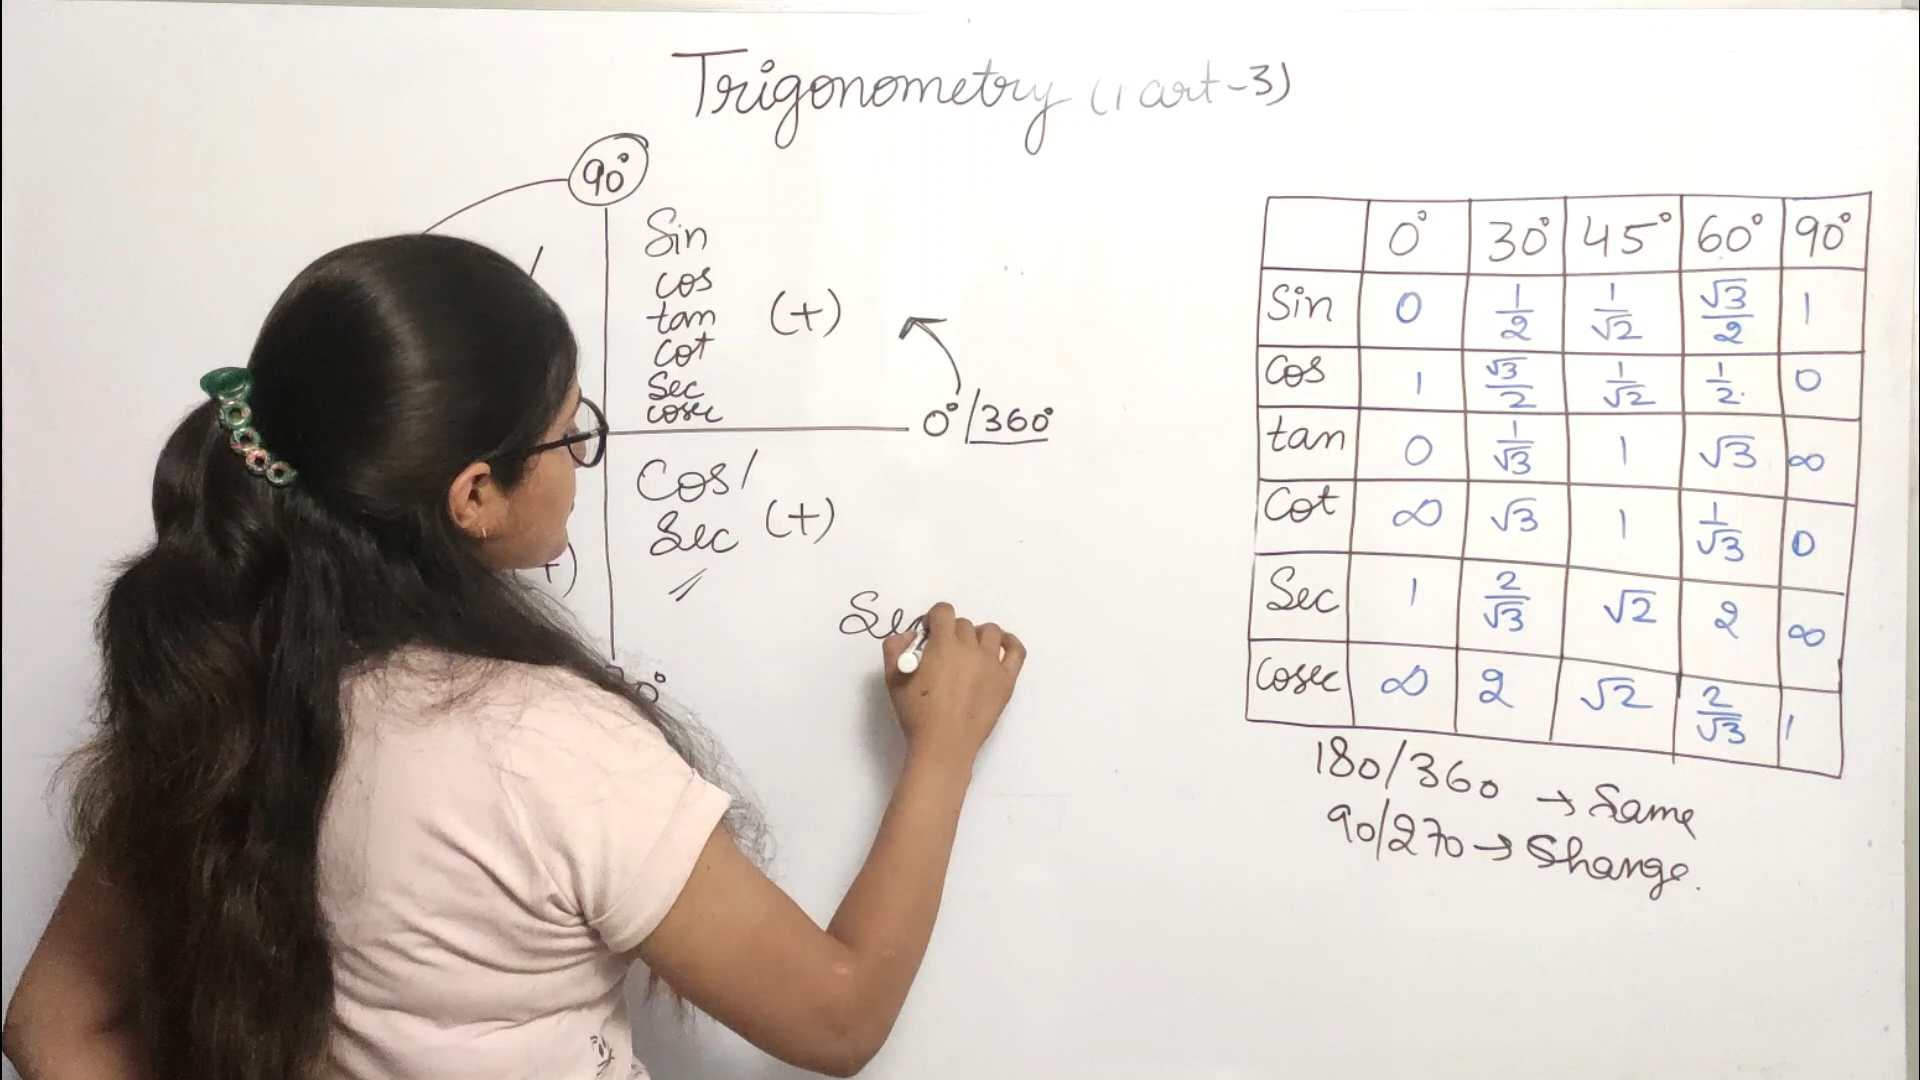 Trigonometry (Part-3)
90°
Sin
cos
tan (+)
cot
Sec
cosec
0°/360°
Cos/
Sec (+)
Sec
0° 30° 45° 60° 90°
Sin 0 1/2 1/√2 √3/2 1
Cos 1 √3/2 1/√2 1/2 0
tan 0 1/√3 1 √3 ∞
Cot ∞ √3 1 1/√3 0
Sec 1 2/√3 √2 2 ∞
Cosec ∞ 2 √2 2/√3 1
180/360 → Same
90/270 → Shange.